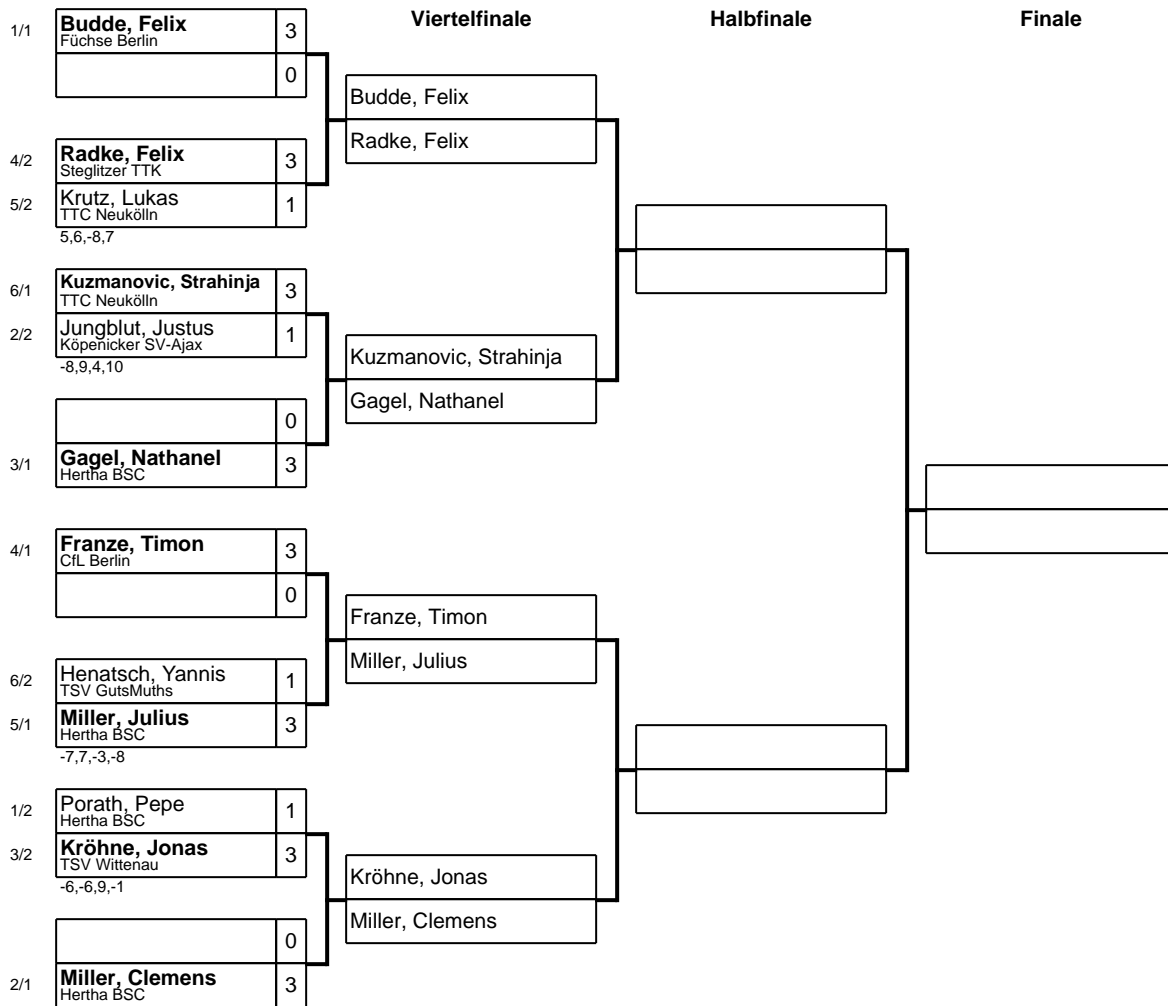 Viertelfinale
Halbfinale
Finale
1/1 Budde, Felix 3
Füchse Berlin
0
4/2 Radke, Felix 3
Steglitzer TTK
5/2 Krutz, Lukas 1
TTC Neukölln
5,6,-8,7
6/1 Kuzmanovic, Strahinja 3
TTC Neukölln
2/2 Jungblut, Justus 1
Köpenicker SV-Ajax
-8,9,4,10
0
3/1 Gagel, Nathanel 3
Hertha BSC
4/1 Franze, Timon 3
CfL Berlin
0
6/2 Henatsch, Yannis 1
TSV GutsMuths
5/1 Miller, Julius 3
Hertha BSC
-7,7,-3,-8
1/2 Porath, Pepe 1
Hertha BSC
3/2 Kröhne, Jonas 3
TSV Wittenau
-6,-6,9,-1
0
2/1 Miller, Clemens 3
Hertha BSC
Budde, Felix
Radke, Felix
Kuzmanovic, Strahinja
Gagel, Nathanel
Franze, Timon
Miller, Julius
Kröhne, Jonas
Miller, Clemens